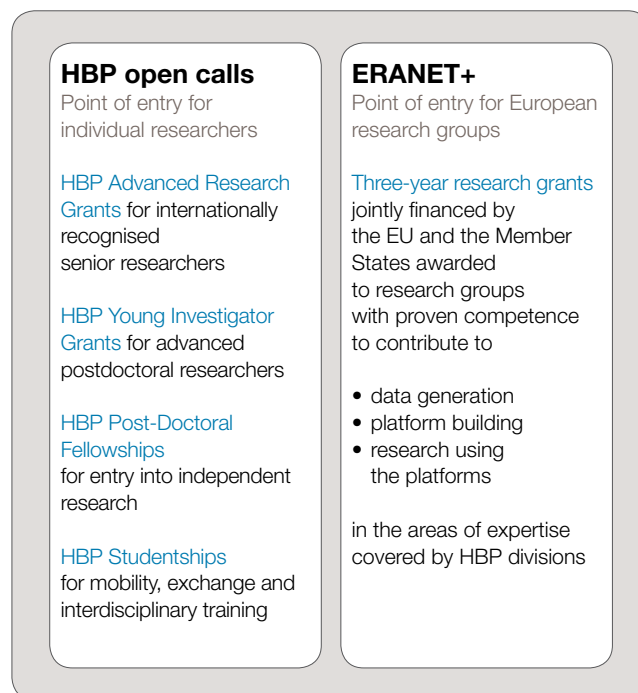 HBP open calls
Point of entry for
individual researchers
HBP Advanced Research
Grants for internationally
recognised
senior researchers
HBP Young Investigator
Grants for advanced
postdoctoral researchers
HBP Post-Doctoral
Fellowships
for entry into independent
research
HBP Studentships
for mobility, exchange and
interdisciplinary training
ERANET+
Point of entry for European
research groups
Three-year research grants
jointly financed by
the EU and the Member
States awarded
to research groups
with proven competence
to contribute to
• data generation
• platform building
• research using
the platforms
in the areas of expertise
covered by HBP divisions